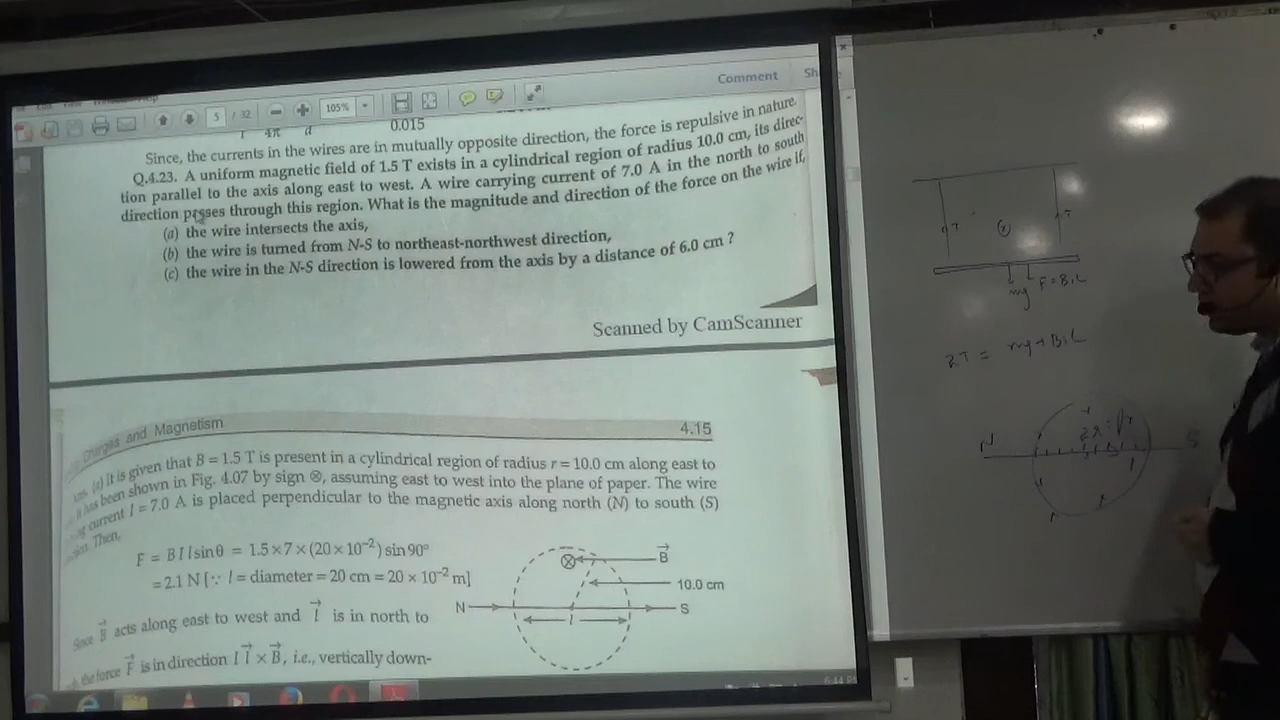 Comment
5 / 32
105%
0.015
Since, the currents in the wires are in mutually opposite direction, the force is repulsive in nature.
Q.4.23. A uniform magnetic field of 1.5 T exists in a cylindrical region of radius 10.0 cm, its direc-
tion parallel to the axis along east to west. A wire carrying current of 7.0 A in the north to south
direction passes through this region. What is the magnitude and direction of the force on the wire if,
(a) the wire intersects the axis,
(b) the wire is turned from N-S to northeast-northwest direction,
(c) the wire in the N-S direction is lowered from the axis by a distance of 6.0 cm ?
Scanned by CamScanner
Charges and Magnetism
4.15
(a) It is given that B = 1.5 T is present in a cylindrical region of radius r = 10.0 cm along east to
has been shown in Fig. 4.07 by sign ⊗, assuming east to west into the plane of paper. The wire
current I = 7.0 A is placed perpendicular to the magnetic axis along north (N) to south (S)
Then,
F = B I l sin θ = 1.5 × 7 × (20 × 10⁻²) sin 90°
= 2.1 N [∵ l = diameter = 20 cm = 20 × 10⁻² m]
Since B⃗ acts along east to west and l⃗ is in north to
the force F⃗ is in direction I l⃗ × B⃗, i.e., vertically down-
B⃗
10.0 cm
N
S
l
6:44
T
T
mg F = BiL
2T = mg + BiL
N
S